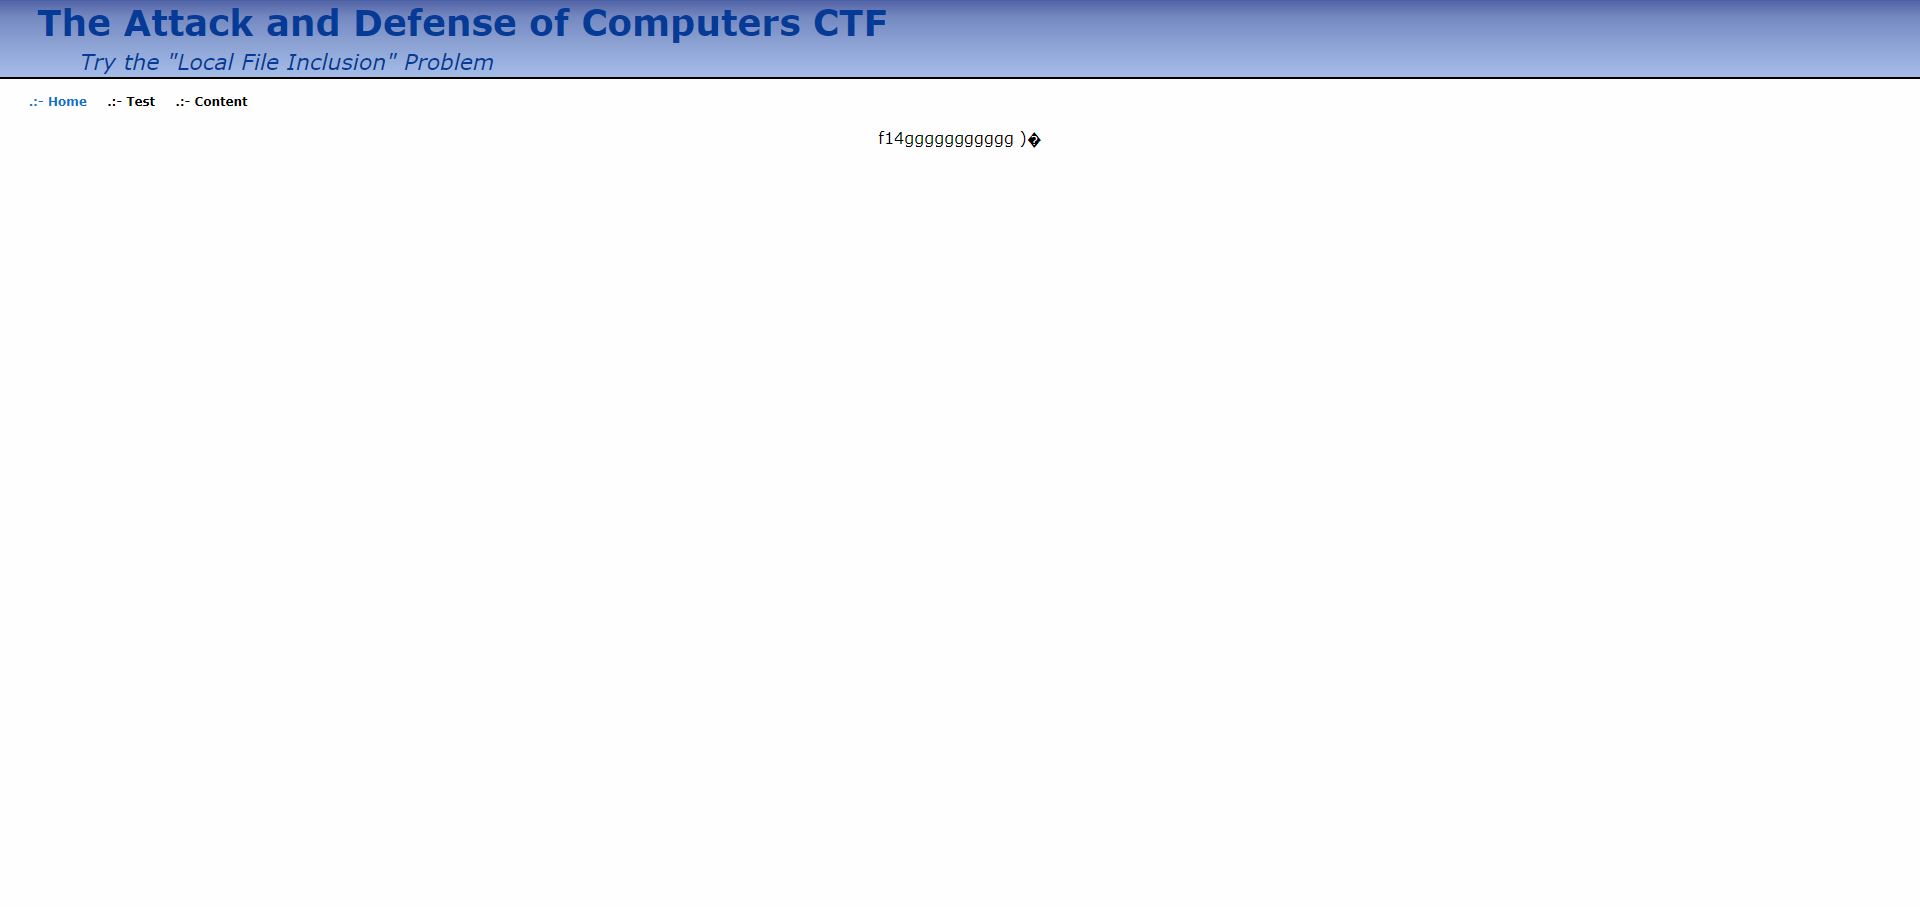 The Attack and Defense of Computers CTF
Try the "Local File Inclusion" Problem
.:- Home .:- Test .:- Content
f14ggggggggggg )�